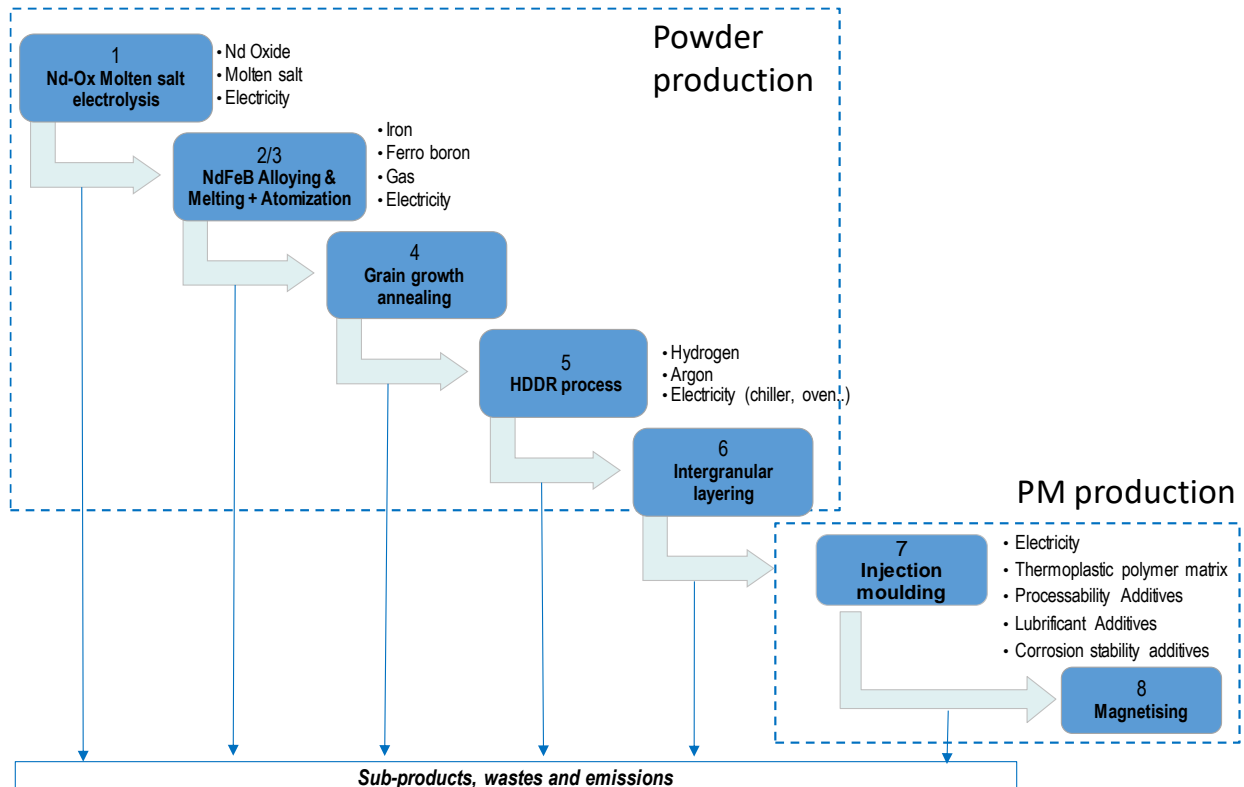 Powder
production
1
Nd-Ox Molten salt
electrolysis
• Nd Oxide
• Molten salt
• Electricity
2/3
NdFeB Alloying &
Melting + Atomization
• Iron
• Ferro boron
• Gas
• Electricity
4
Grain growth
annealing
5
HDDR process
• Hydrogen
• Argon
• Electricity (chiller, oven..)
6
Intergranular
layering
PM production
7
Injection
moulding
• Electricity
• Thermoplastic polymer matrix
• Processability Additives
• Lubrificant Additives
• Corrosion stability additives
8
Magnetising
Sub-products, wastes and emissions